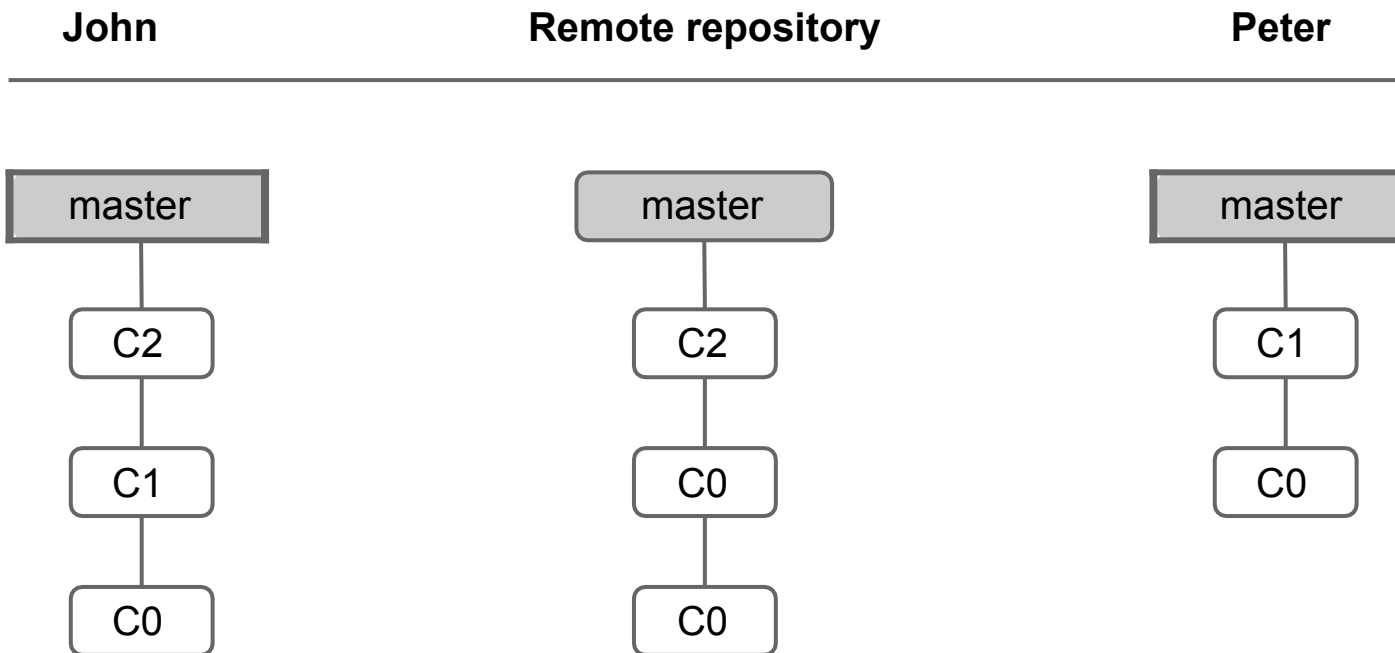 John Remote repository Peter
master master master
C2 C2 C1
C1 C0 C0
C0 C0